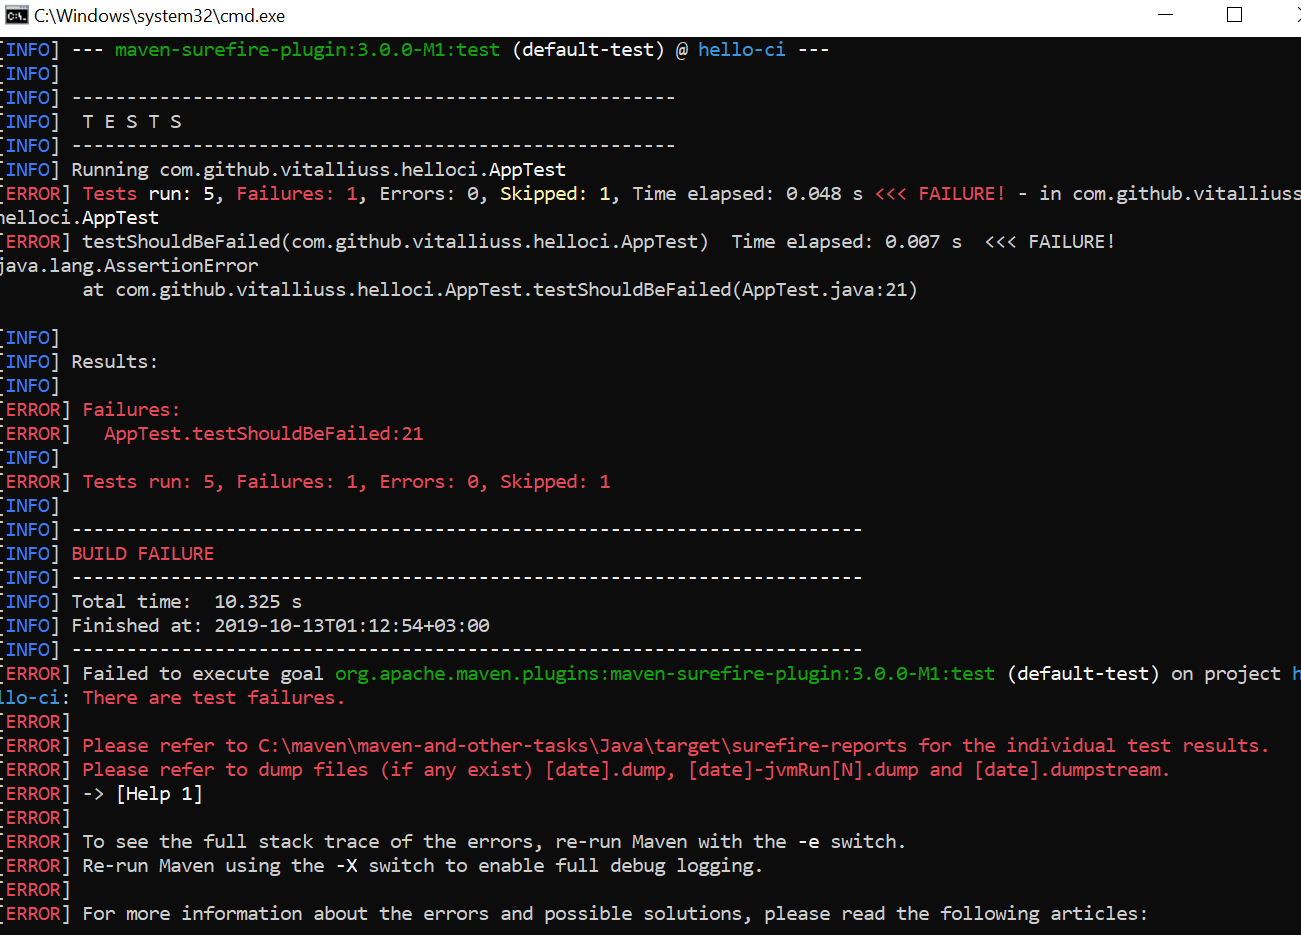 C:\Windows\system32\cmd.exe
[INFO] --- maven-surefire-plugin:3.0.0-M1:test (default-test) @ hello-ci ---
[INFO]
[INFO] -------------------------------------------------------
[INFO]  T E S T S
[INFO] -------------------------------------------------------
[INFO] Running com.github.vitalliuss.helloci.AppTest
[ERROR] Tests run: 5, Failures: 1, Errors: 0, Skipped: 1, Time elapsed: 0.048 s <<< FAILURE! - in com.github.vitalliuss
helloci.AppTest
[ERROR] testShouldBeFailed(com.github.vitalliuss.helloci.AppTest)  Time elapsed: 0.007 s  <<< FAILURE!
java.lang.AssertionError
        at com.github.vitalliuss.helloci.AppTest.testShouldBeFailed(AppTest.java:21)
[INFO]
[INFO] Results:
[INFO]
[ERROR] Failures:
[ERROR]   AppTest.testShouldBeFailed:21
[INFO]
[ERROR] Tests run: 5, Failures: 1, Errors: 0, Skipped: 1
[INFO]
[INFO] ------------------------------------------------------------------------
[INFO] BUILD FAILURE
[INFO] ------------------------------------------------------------------------
[INFO] Total time:  10.325 s
[INFO] Finished at: 2019-10-13T01:12:54+03:00
[INFO] ------------------------------------------------------------------------
[ERROR] Failed to execute goal org.apache.maven.plugins:maven-surefire-plugin:3.0.0-M1:test (default-test) on project h
llo-ci: There are test failures.
[ERROR]
[ERROR] Please refer to C:\maven\maven-and-other-tasks\Java\target\surefire-reports for the individual test results.
[ERROR] Please refer to dump files (if any exist) [date].dump, [date]-jvmRun[N].dump and [date].dumpstream.
[ERROR] -> [Help 1]
[ERROR]
[ERROR] To see the full stack trace of the errors, re-run Maven with the -e switch.
[ERROR] Re-run Maven using the -X switch to enable full debug logging.
[ERROR]
[ERROR] For more information about the errors and possible solutions, please read the following articles: